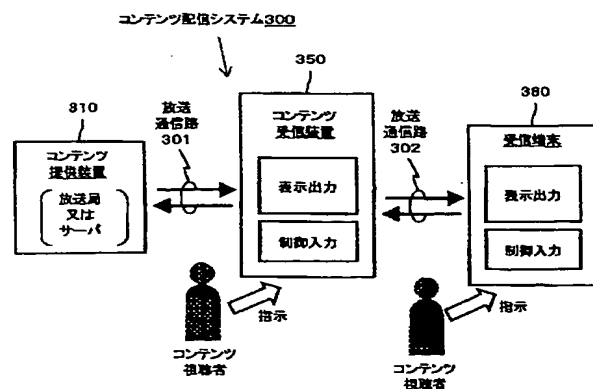 コンテンツ配信システム300
310
コンテンツ
提供装置
放送局
又は
サーバ
放送
通信路
301
350
コンテンツ
受信装置
表示出力
制御入力
放送
通信路
302
380
受信端末
表示出力
制御入力
指示
コンテンツ
視聴者
指示
コンテンツ
視聴者